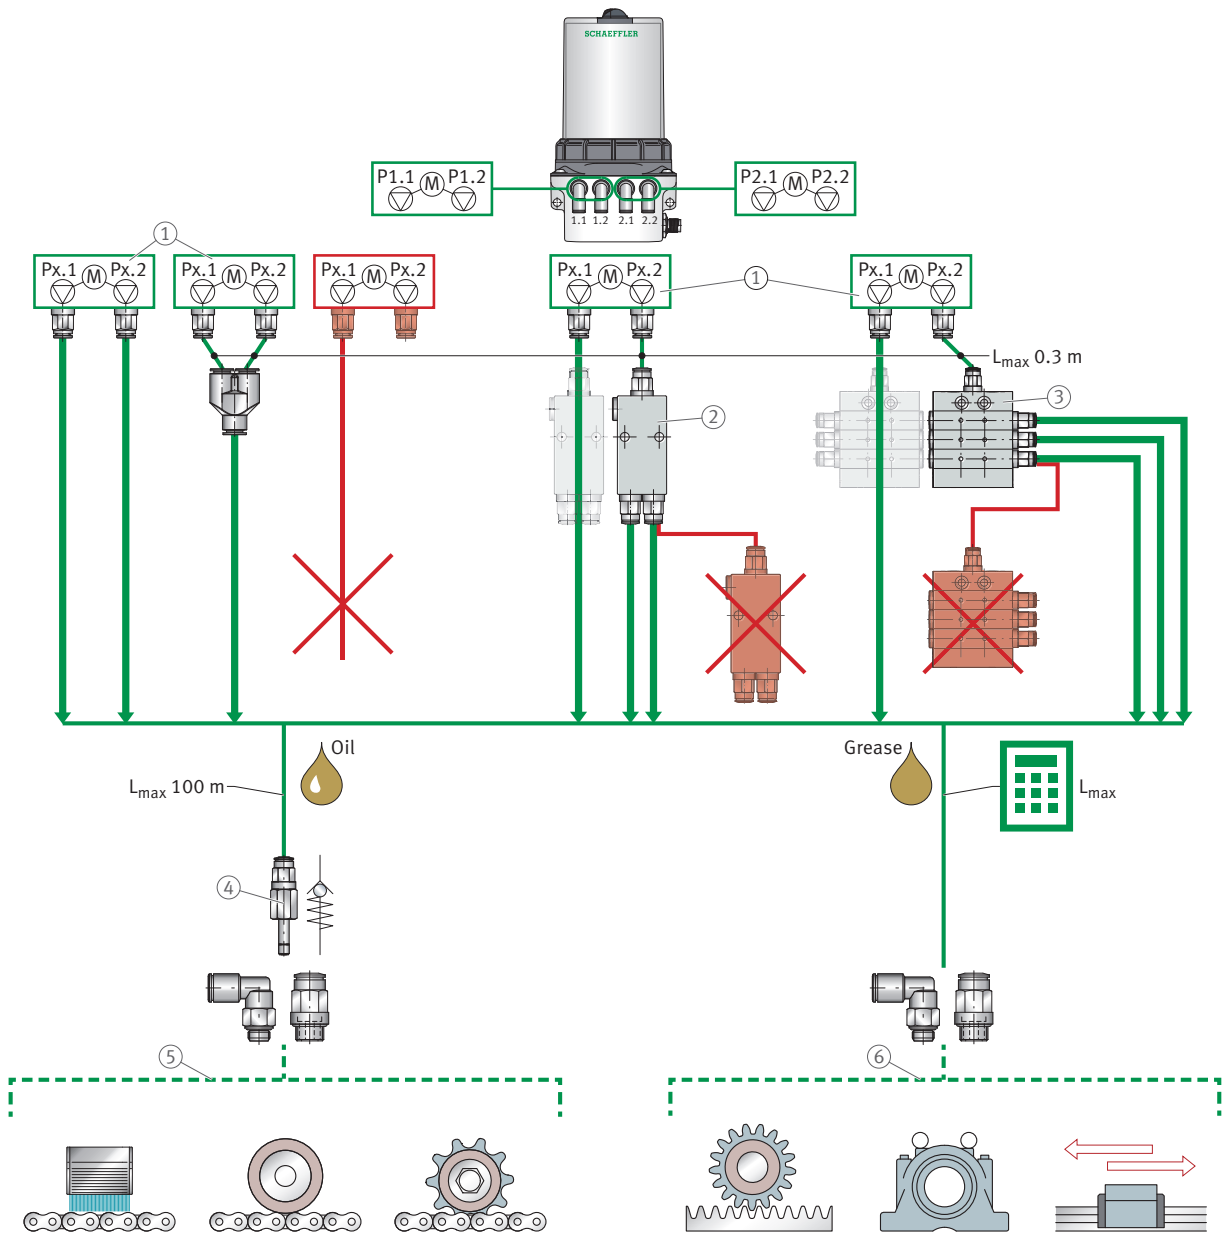 SCHAEFFLER
P1.1 M P1.2
P2.1 M P2.2
1.1 1.2 2.1 2.2
1
Px.1 M Px.2
Px.1 M Px.2
Px.1 M Px.2
Px.1 M Px.2
1
Px.1 M Px.2
Lmax 0.3 m
2
3
Oil
Grease
Lmax 100 m
Lmax
4
5
6